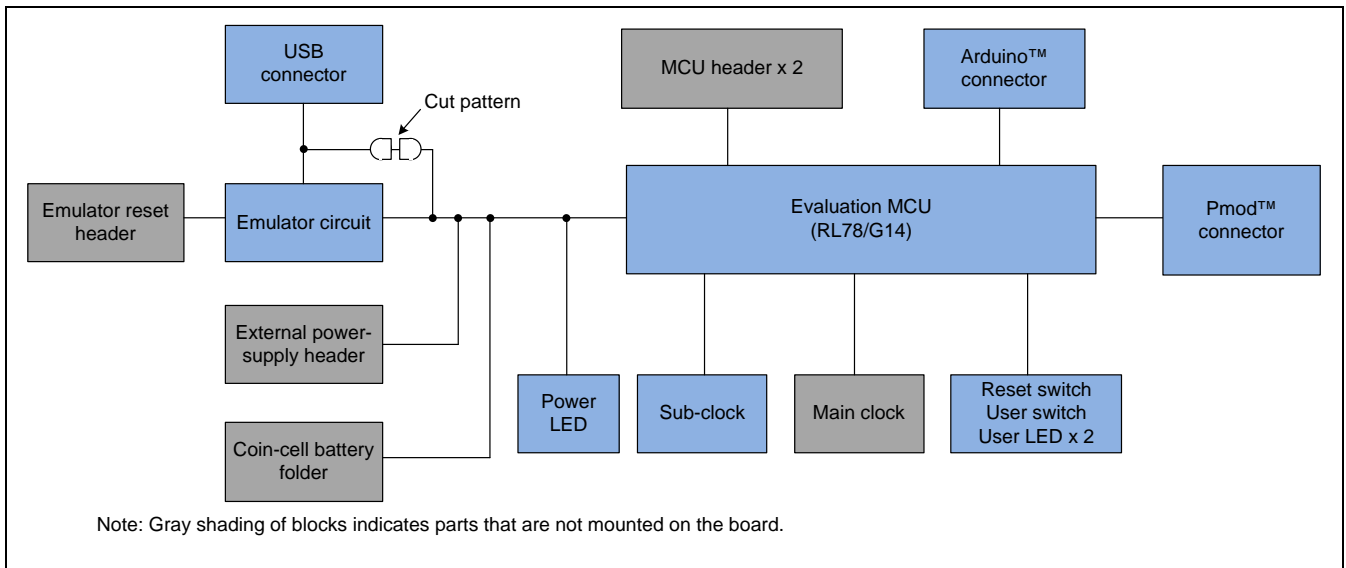 USB
connector
MCU header x 2
Arduino™
connector
Cut pattern
Emulator reset
header
Emulator circuit
Evaluation MCU
(RL78/G14)
Pmod™
connector
External power-
supply header
Power
LED
Sub-clock
Main clock
Reset switch
User switch
User LED x 2
Coin-cell battery
folder
Note: Gray shading of blocks indicates parts that are not mounted on the board.